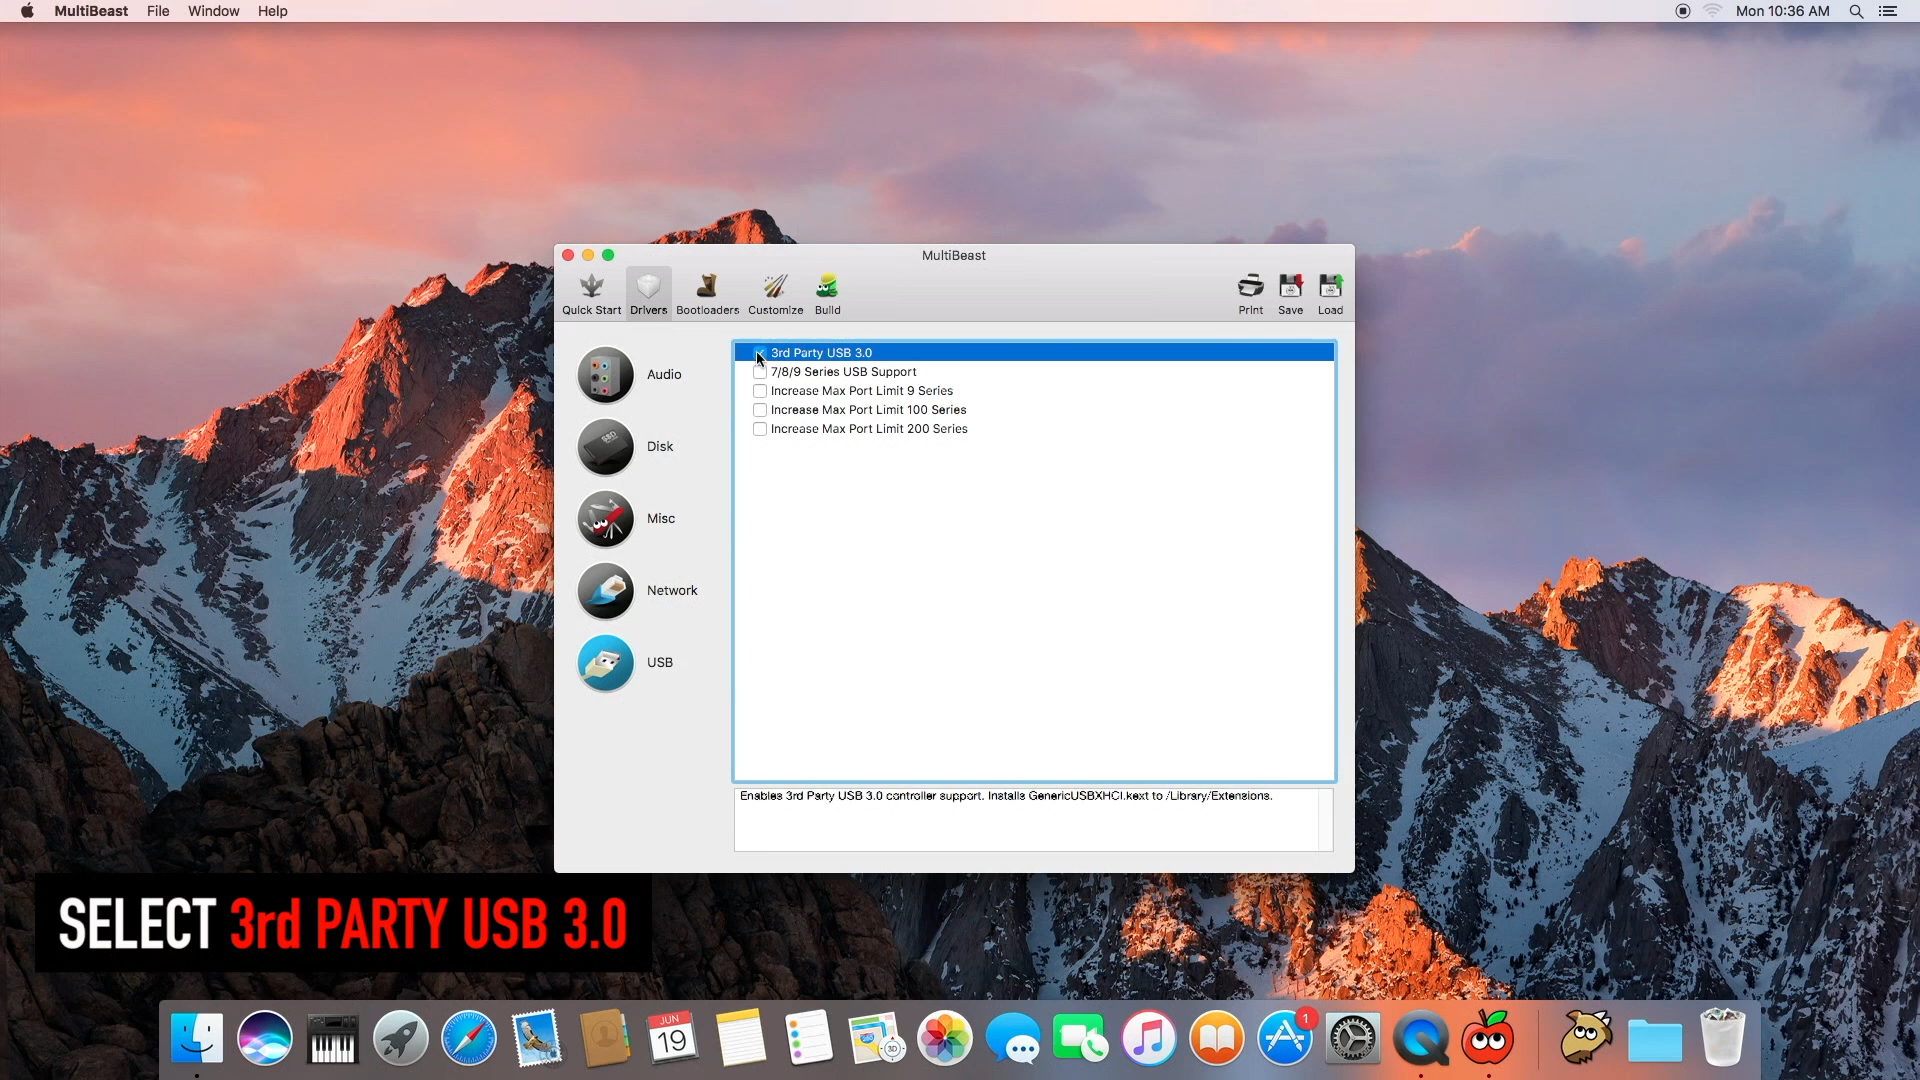 MultiBeast File Window Help
Mon 10:36 AM
MultiBeast
Quick Start Drivers Bootloaders Customize Build
Print Save Load
Audio
Disk
Misc
Network
USB
3rd Party USB 3.0
7/8/9 Series USB Support
Increase Max Port Limit 9 Series
Increase Max Port Limit 100 Series
Increase Max Port Limit 200 Series
Enables 3rd Party USB 3.0 controller support. Installs GenericUSBXHCI.kext to /Library/Extensions.
SELECT 3rd PARTY USB 3.0
JUN
19
3D
1